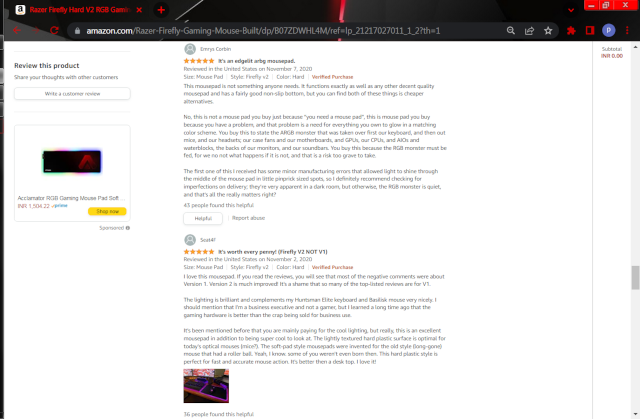 Razer Firefly Hard V2 RGB Gamin
amazon.com/Razer-Firefly-Gaming-Mouse-Built/dp/B07ZDWHL4M/ref=lp_21217027011_1_2?th=1
P
Subtotal
INR 0.00
Review this product
Share your thoughts with other customers
Write a customer review
Acclamator RGB Gaming Mouse Pad Soft ...
INR 1,504.22 prime
Shop now
Sponsored
Emrys Corbin
It's an edgelit arbg mousepad.
Reviewed in the United States on November 7, 2020
Size: Mouse Pad | Style: Firefly v2 | Color: Hard | Verified Purchase
This mousepad is not something anyone needs. It functions exactly as well as any other decent quality
mousepad and has a fairly good non-slip bottom, but you can find both of these things is cheaper
alternatives.
No, this is not a mouse pad you buy just because "you need a mouse pad", this is mouse pad you buy
because you have a problem, and that problem is a need for everything you own to glow in a matching
color scheme. You buy this to state the ARGB monster that was taken over first our keyboard, and then out
mice, and our headsets; our case fans and our motherboards, and GPUs, our CPUs, and AIOs and
waterblocks, the backs of our monitors, and our soundbars. You buy this because the RGB monster must be
fed, for we no not what happens if it is not, and that is a risk too grave to take.
The first one of this I received has some minor manufacturing errors that allowed light to shine through
the middle of the mouse pad in little pinprick sized spots, so I definitely recommend checking for
imperfections on delivery; they're very apparent in a dark room, but otherwise, the RGB monster is quiet,
and that's all the really matters right?
43 people found this helpful
Helpful | Report abuse
Scot4F
It's worth every penny! (Firefly V2 NOT V1)
Reviewed in the United States on November 2, 2020
Size: Mouse Pad | Style: Firefly v2 | Color: Hard | Verified Purchase
I love this mousepad. If you read the reviews, you will see that most of the negative comments were about
Version 1. Version 2 is much improved! It's a shame that so many of the top-listed reviews are for V1.
The lighting is brilliant and complements my Huntsman Elite keyboard and Basilisk mouse very nicely. I
should mention that I'm a business executive and not a gamer, but I learned a long time ago that the
gaming hardware is better than the crap being sold for business use.
It's been mentioned before that you are mainly paying for the cool lighting, but really, this is an excellent
mousepad in addition to being super cool to look at. The lightly textured hard plastic surface is optimal for
today's optical mouses (mice?). The soft-pad style mousepads were invented for the old style (long-gone)
mouse that had a roller ball. Yeah, I know, some of you weren't even born then. This hard plastic style is
perfect for fast and accurate mouse action. It's better then a desk top. I love it!
36 people found this helpful